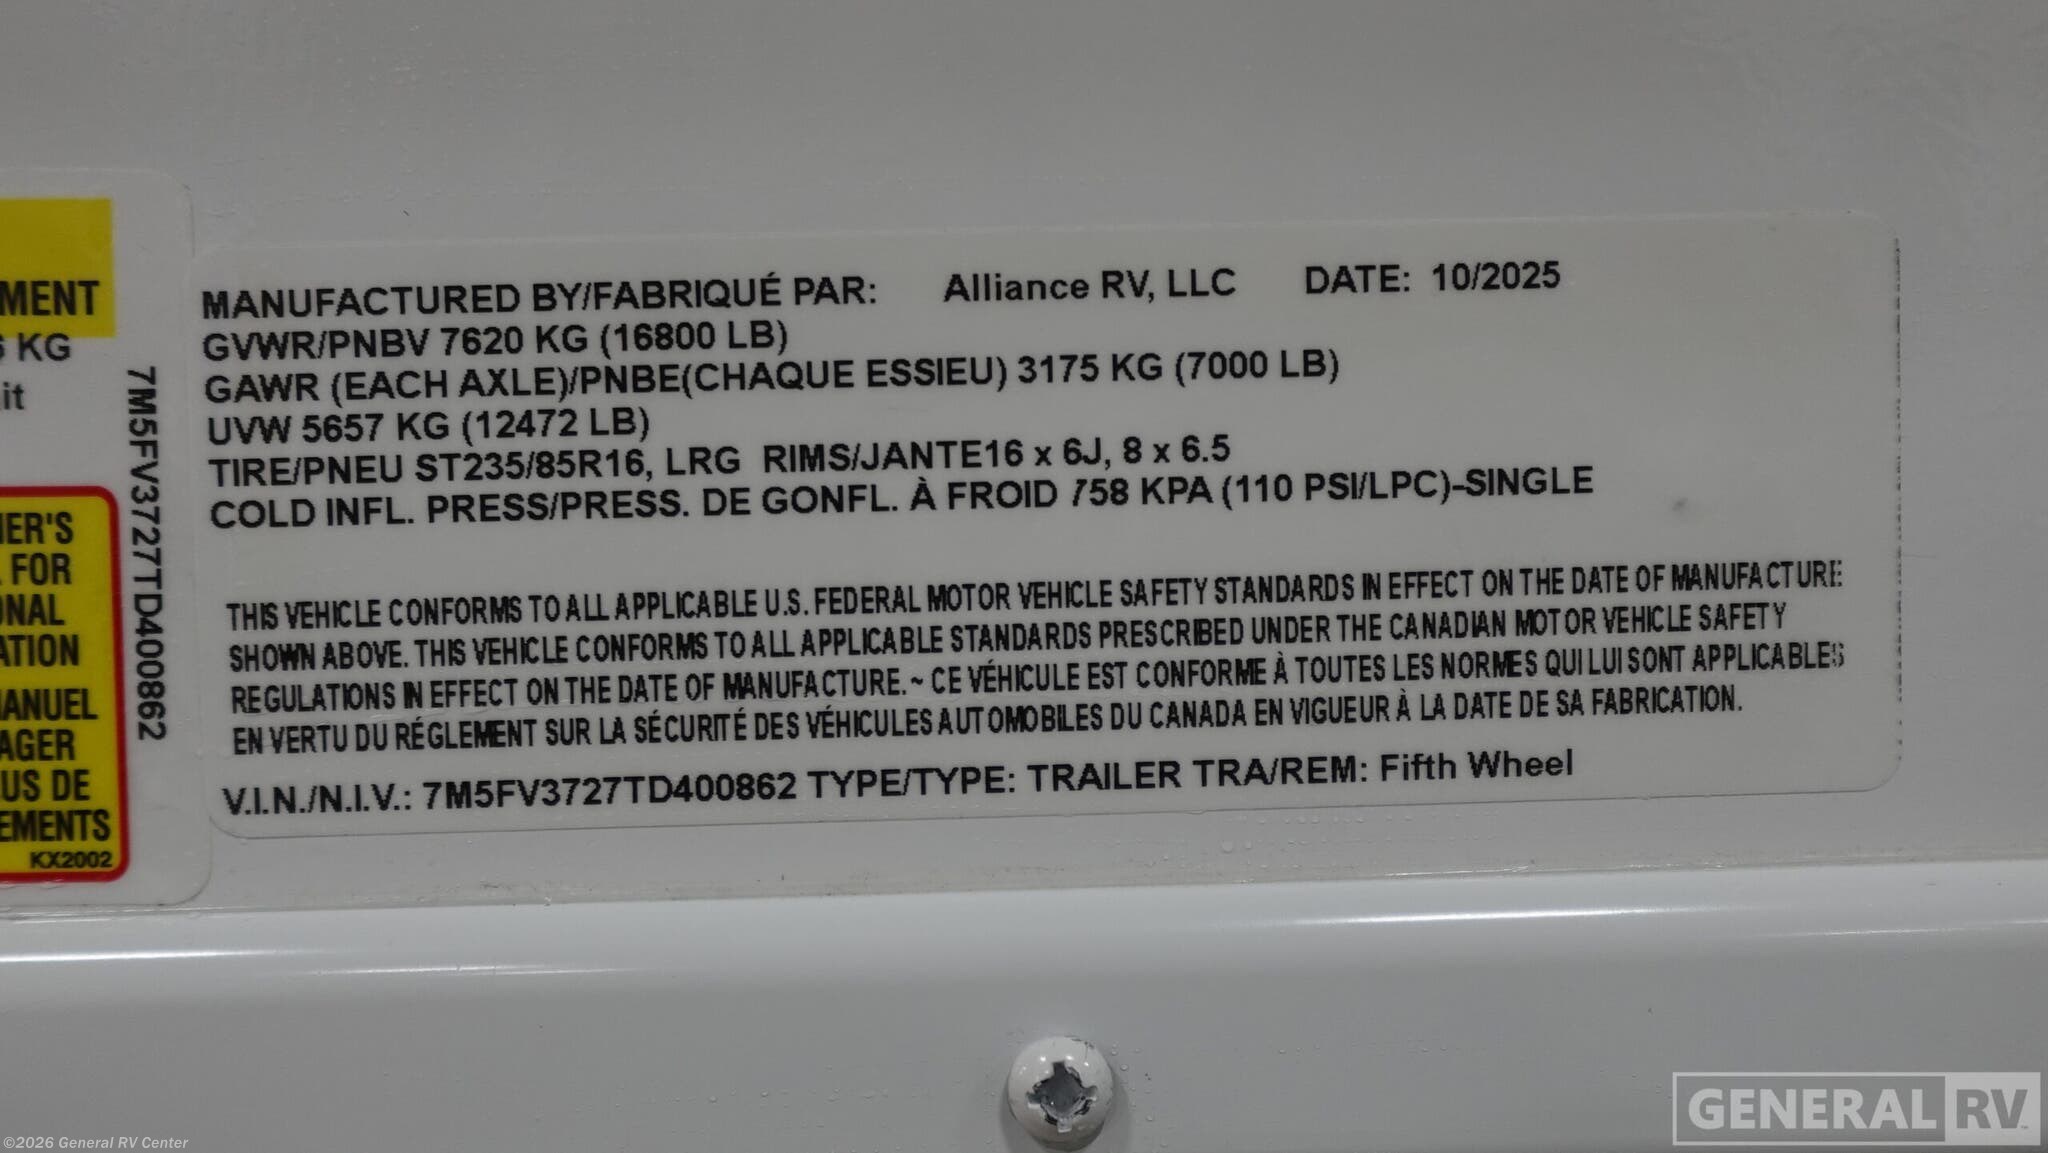 MANUFACTURED BY/FABRIQUÉ PAR: Alliance RV, LLC DATE: 10/2025
GVWR/PNBV 7620 KG (16800 LB)
GAWR (EACH AXLE)/PNBE(CHAQUE ESSIEU) 3175 KG (7000 LB)
UVW 5657 KG (12472 LB)
TIRE/PNEU ST235/85R16, LRG RIMS/JANTE16 x 6J, 8 x 6.5
COLD INFL. PRESS/PRESS. DE GONFL. À FROID 758 KPA (110 PSI/LPC)-SINGLE
THIS VEHICLE CONFORMS TO ALL APPLICABLE U.S. FEDERAL MOTOR VEHICLE SAFETY STANDARDS IN EFFECT ON THE DATE OF MANUFACTURE
SHOWN ABOVE. THIS VEHICLE CONFORMS TO ALL APPLICABLE STANDARDS PRESCRIBED UNDER THE CANADIAN MOTOR VEHICLE SAFETY
REGULATIONS IN EFFECT ON THE DATE OF MANUFACTURE. ~ CE VÉHICULE EST CONFORME À TOUTES LES NORMES QUI LUI SONT APPLICABLES
EN VERTU DU RÉGLEMENT SUR LA SÉCURITÉ DES VÉHICULES AUTOMOBILES DU CANADA EN VIGUEUR À LA DATE DE SA FABRICATION.
V.I.N./N.I.V.: 7M5FV3727TD400862 TYPE/TYPE: TRAILER TRA/REM: Fifth Wheel
MENT
KG
it
7M5FV3727TD400862
ER'S
FOR
NAL
ATION
ANUEL
AGER
US DE
EMENTS
KX2002
GENERAL RV
©2026 General RV Center